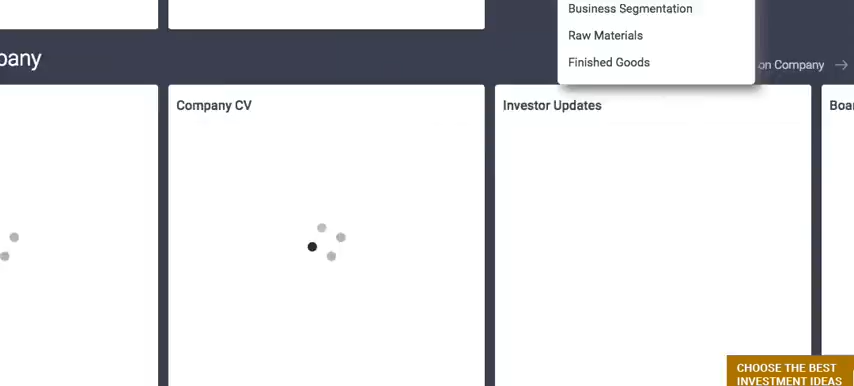 Business Segmentation
Raw Materials
Finished Goods
on Company →
Company CV
Investor Updates
CHOOSE THE BEST
INVESTMENT IDEAS